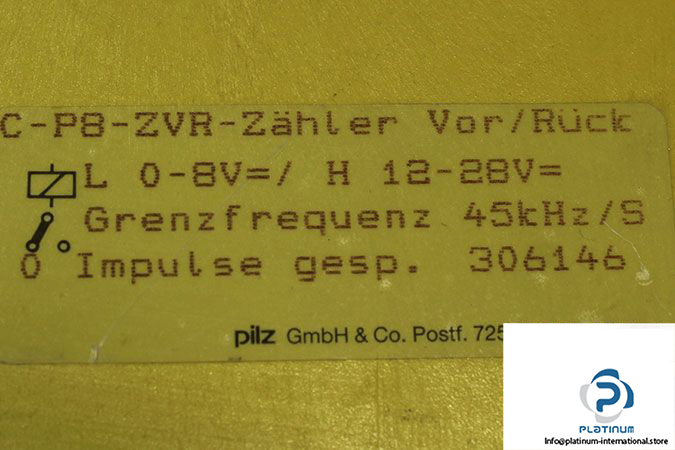 C-P8-ZVR-Zähler Vor/Rück
L 0-8V=/ H 12-28V=
Grenzfrequenz 45kHz/S
0 Impulse gesp. 306146
pilz GmbH & Co. Postf. 725
PLATINUM
Info@platinum-international.store